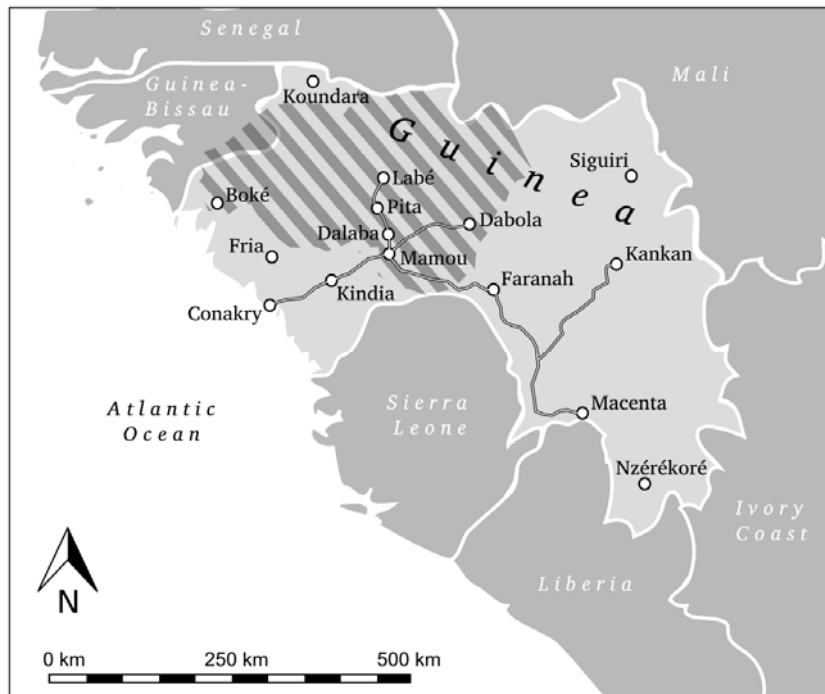 Senegal
Guinea-
Bissau
Mali
Koundara
Guinea
Siguiri
Labé
Boké
Pita
Dabola
Dalaba
Fria
Mamou
Kankan
Faranah
Kindia
Conakry
Atlantic
Ocean
Sierra
Leone
Macenta
Nzérékoré
Ivory
Coast
Liberia
N
0 km 250 km 500 km